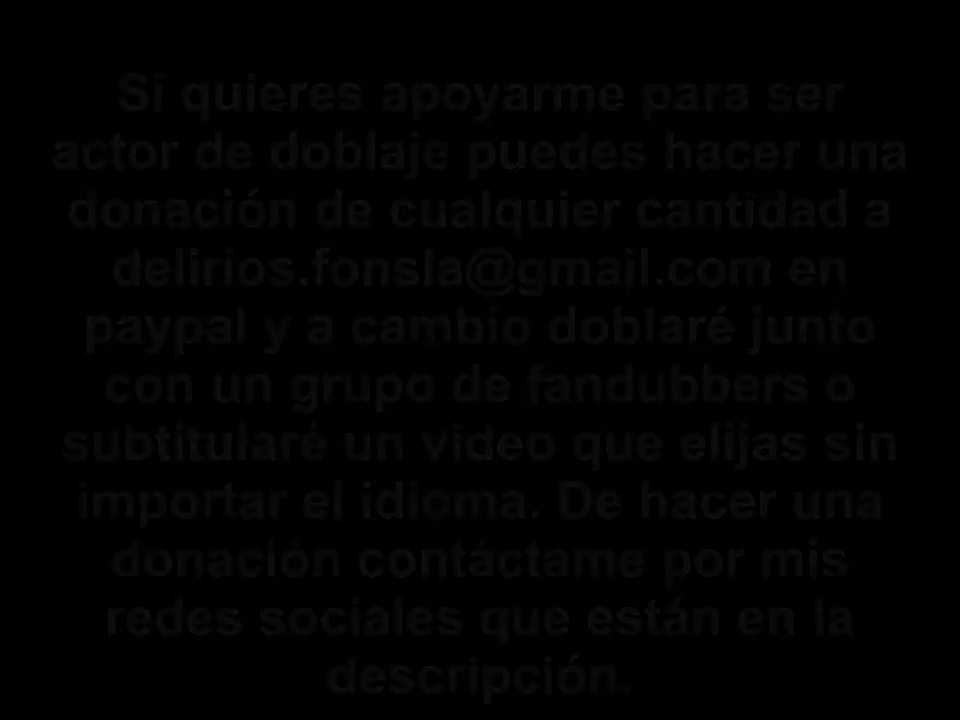 Si quieres apoyarme para ser
actor de doblaje puedes hacer una
donación de cualquier cantidad a
delirios.fonsla@gmail.com en
paypal y a cambio doblaré junto
con un grupo de fandubbers o
subtitularé un video que elijas sin
importar el idioma. De hacer una
donación contáctame por mis
redes sociales que están en la
descripción.